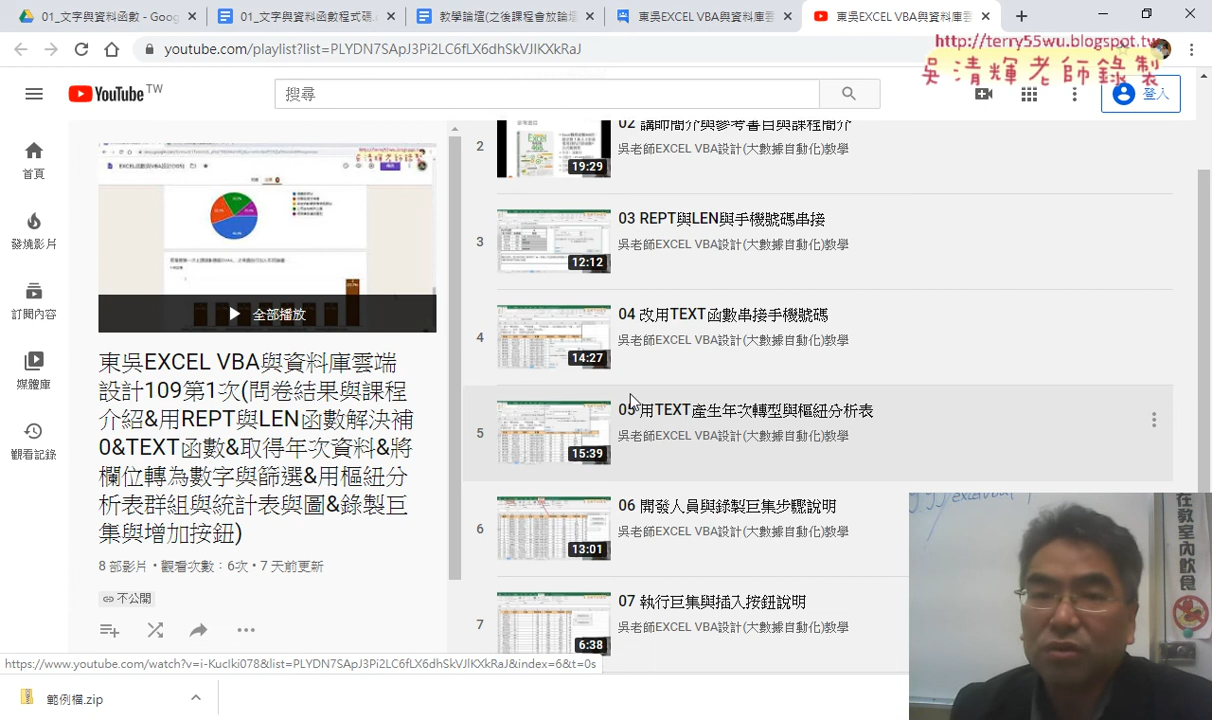 01_文字與資料函數 - Goog
01_文字與資料函數程式碼.
教學論壇(之後課程會放論壇
東吳EXCEL VBA與資料庫雲
東吳EXCEL VBA與資料庫雲
youtube.com/playlist?list=PLYDN7SApJ3Pi2LC6fLX6dhSkVJIKXkRaJ
http://terry55wu.blogspot.tw
吳清輝老師錄製
YouTube TW
搜尋
登入
首頁
發燒影片
訂閱內容
媒體庫
觀看記錄
全部播放
東吳EXCEL VBA與資料庫雲端
設計109第1次(問卷結果與課程
介紹&用REPT與LEN函數解決補
0&TEXT函數&取得年次資料&將
欄位轉為數字與篩選&用樞紐分
析表群組與統計表與圖&錄製巨
集與增加按鈕)
8 部影片 • 觀看次數：6次 • 7 天前更新
不公開
2
19:29
02 講師簡介與參考書目與課程簡介
吳老師EXCEL VBA設計(大數據自動化)教學
3
12:12
03 REPT與LEN與手機號碼串接
吳老師EXCEL VBA設計(大數據自動化)教學
4
14:27
04 改用TEXT函數串接手機號碼
吳老師EXCEL VBA設計(大數據自動化)教學
5
15:39
05 用TEXT產生年次轉型與樞紐分析表
吳老師EXCEL VBA設計(大數據自動化)教學
6
13:01
06 開發人員與錄製巨集步驟說明
吳老師EXCEL VBA設計(大數據自動化)教學
7
6:38
07 執行巨集與插入按鈕說明
吳老師EXCEL VBA設計(大數據自動化)教學
在教室內飲食
https://www.youtube.com/watch?v=i-KucIki078&list=PLYDN7SApJ3Pi2LC6fLX6dhSkVJIKXkRaJ&index=6&t=0s
範例檔.zip